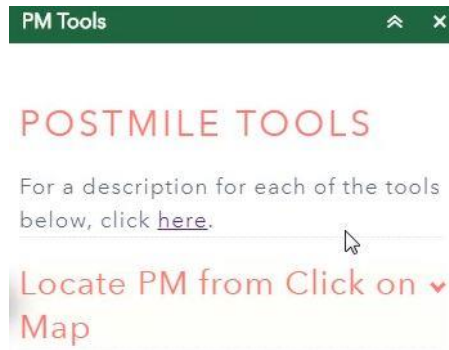 PM Tools
POSTMILE TOOLS
For a description for each of the tools
below, click here.
Locate PM from Click on
Map